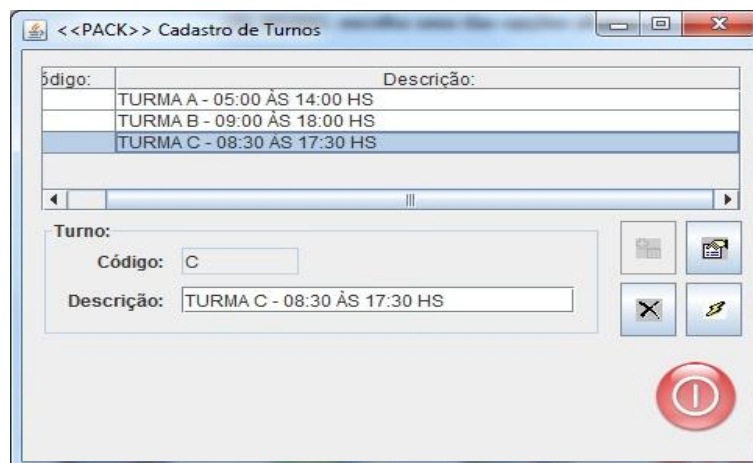 <<PACK>> Cadastro de Turnos
ódigo: Descrição:
TURMA A - 05:00 ÀS 14:00 HS
TURMA B - 09:00 ÀS 18:00 HS
TURMA C - 08:30 ÀS 17:30 HS
Turno:
Código: C
Descrição: TURMA C - 08:30 ÀS 17:30 HS